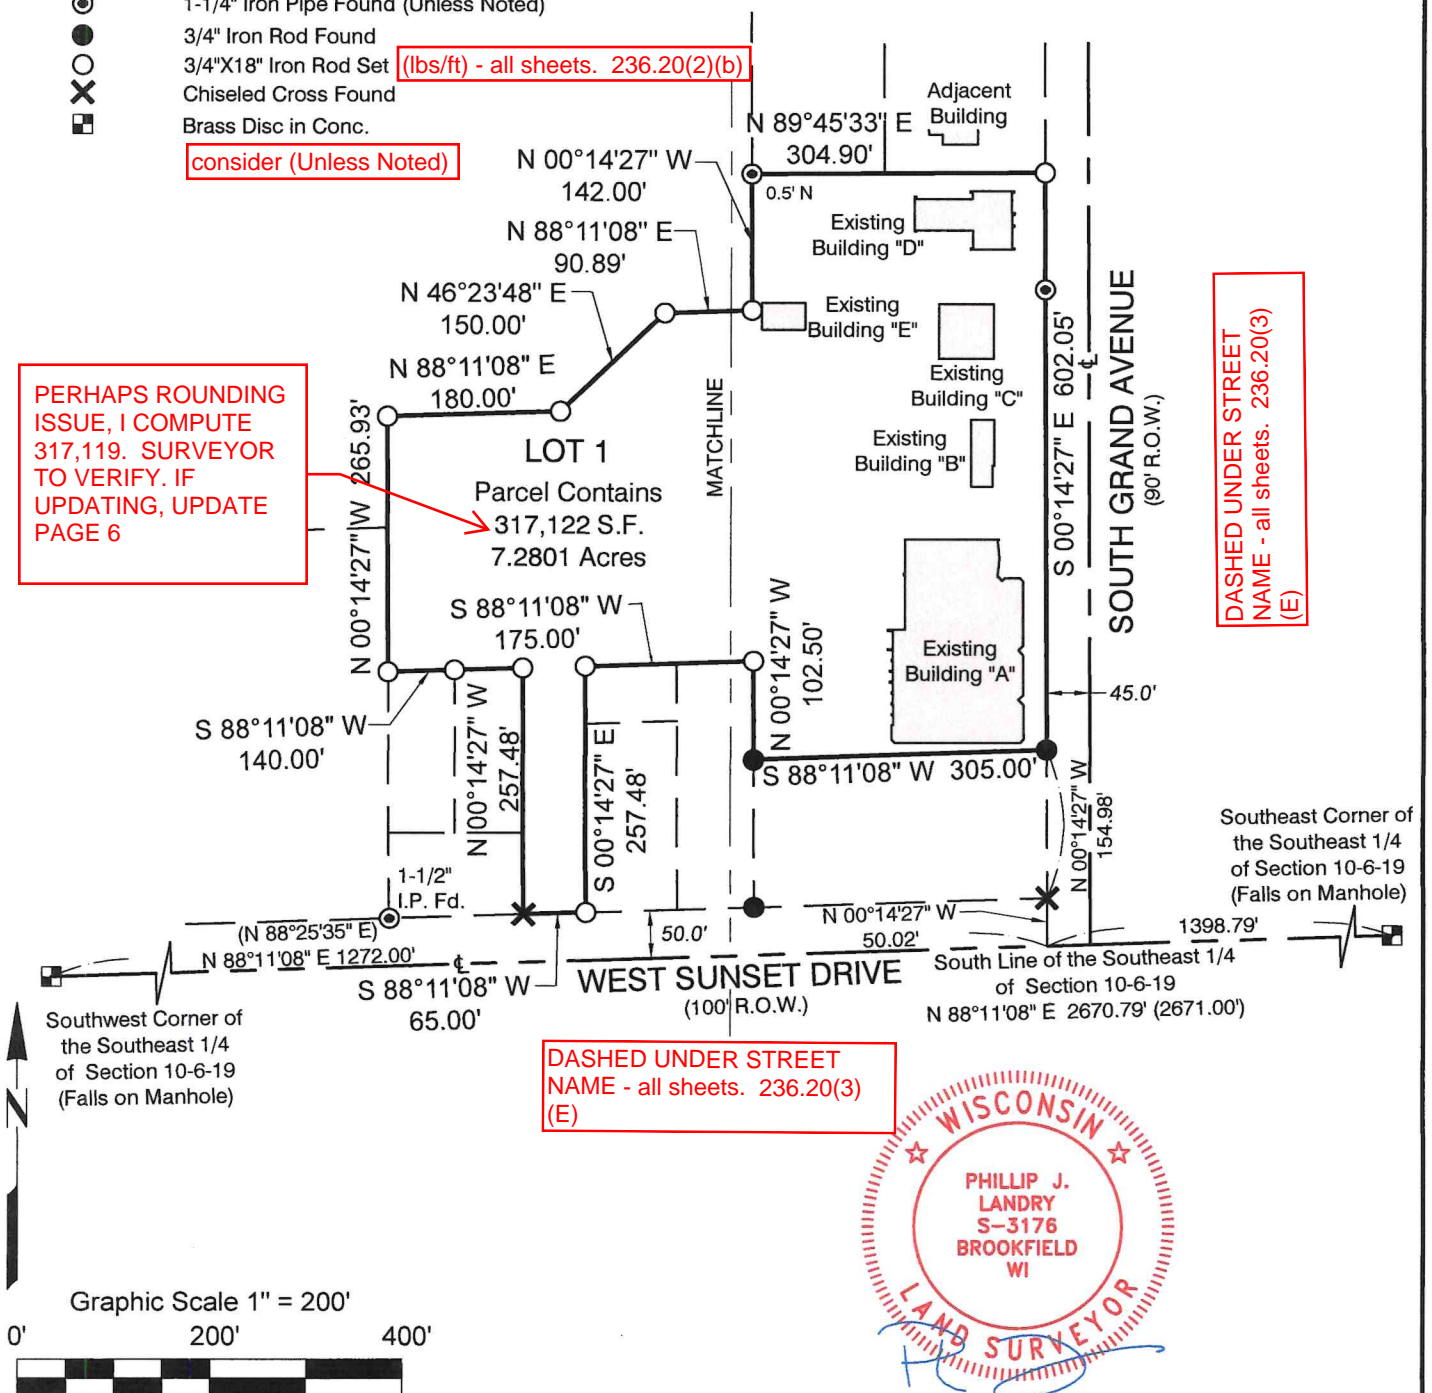 1-1/4" Iron Pipe Found (Unless Noted)
3/4" Iron Rod Found
3/4"X18" Iron Rod Set
(lbs/ft) - all sheets. 236.20(2)(b)
Chiseled Cross Found
Brass Disc in Conc.
consider (Unless Noted)
Adjacent
Building
N 89°45'33" E
304.90'
N 00°14'27" W
142.00'
0.5' N
N 88°11'08" E
90.89'
Existing
Building "D"
N 46°23'48" E
150.00'
Existing
Building "E"
N 88°11'08" E
180.00'
Existing
Building "C"
Existing
Building "B"
MATCHLINE
S 00°14'27" E 602.05'
℄
SOUTH GRAND AVENUE
(90' R.O.W.)
DASHED UNDER STREET
NAME - all sheets. 236.20(3)
(E)
PERHAPS ROUNDING
ISSUE, I COMPUTE
317,119. SURVEYOR
TO VERIFY. IF
UPDATING, UPDATE
PAGE 6
N 00°14'27" W 265.93'
LOT 1
Parcel Contains
317,122 S.F.
7.2801 Acres
S 88°11'08" W
175.00'
Existing
Building "A"
N 00°14'27" W
102.50'
45.0'
S 88°11'08" W
140.00'
N 00°14'27" W
257.48'
S 00°14'27" E
257.48'
S 88°11'08" W 305.00'
N 00°14'27" W
154.98'
Southeast Corner of
the Southeast 1/4
of Section 10-6-19
(Falls on Manhole)
1-1/2"
I.P. Fd.
(N 88°25'35" E)
N 88°11'08" E 1272.00'
℄
50.0'
N 00°14'27" W
50.02'
1398.79'
S 88°11'08" W
65.00'
WEST SUNSET DRIVE
(100' R.O.W.)
South Line of the Southeast 1/4
of Section 10-6-19
N 88°11'08" E 2670.79' (2671.00')
Southwest Corner of
the Southeast 1/4
of Section 10-6-19
(Falls on Manhole)
DASHED UNDER STREET
NAME - all sheets. 236.20(3)
(E)
N
WISCONSIN
PHILLIP J.
LANDRY
S-3176
BROOKFIELD
WI
LAND SURVEYOR
Graphic Scale 1" = 200'
0' 200' 400'